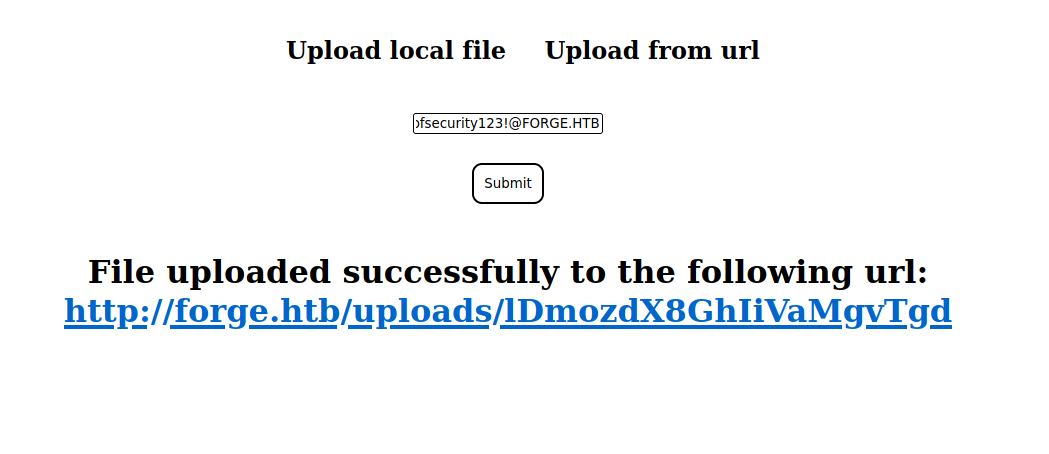 Upload local file Upload from url
ofsecurity123!@FORGE.HTB
Submit
File uploaded successfully to the following url:
http://forge.htb/uploads/lDmozdX8GhIiVaMgvTgd